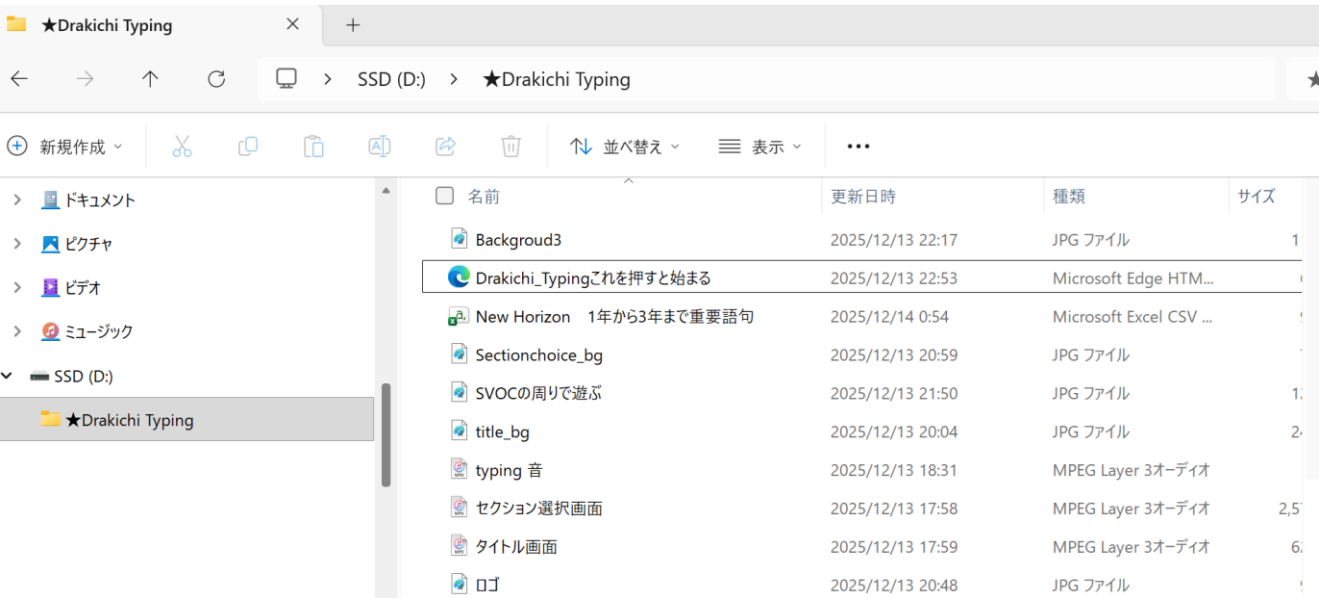 ★Drakichi Typing
SSD (D:) ★Drakichi Typing
新規作成 並べ替え 表示
ドキュメント
ピクチャ
ビデオ
ミュージック
SSD (D:)
★Drakichi Typing
名前 更新日時 種類 サイズ
Backgroud3 2025/12/13 22:17 JPG ファイル
Drakichi_Typingこれを押すと始まる 2025/12/13 22:53 Microsoft Edge HTM...
New Horizon　1年から3年まで重要語句 2025/12/14 0:54 Microsoft Excel CSV ...
Sectionchoice_bg 2025/12/13 20:59 JPG ファイル
SVOCの周りで遊ぶ 2025/12/13 21:50 JPG ファイル
title_bg 2025/12/13 20:04 JPG ファイル
typing 音 2025/12/13 18:31 MPEG Layer 3オーディオ
セクション選択画面 2025/12/13 17:58 MPEG Layer 3オーディオ
タイトル画面 2025/12/13 17:59 MPEG Layer 3オーディオ
ロゴ 2025/12/13 20:48 JPG ファイル